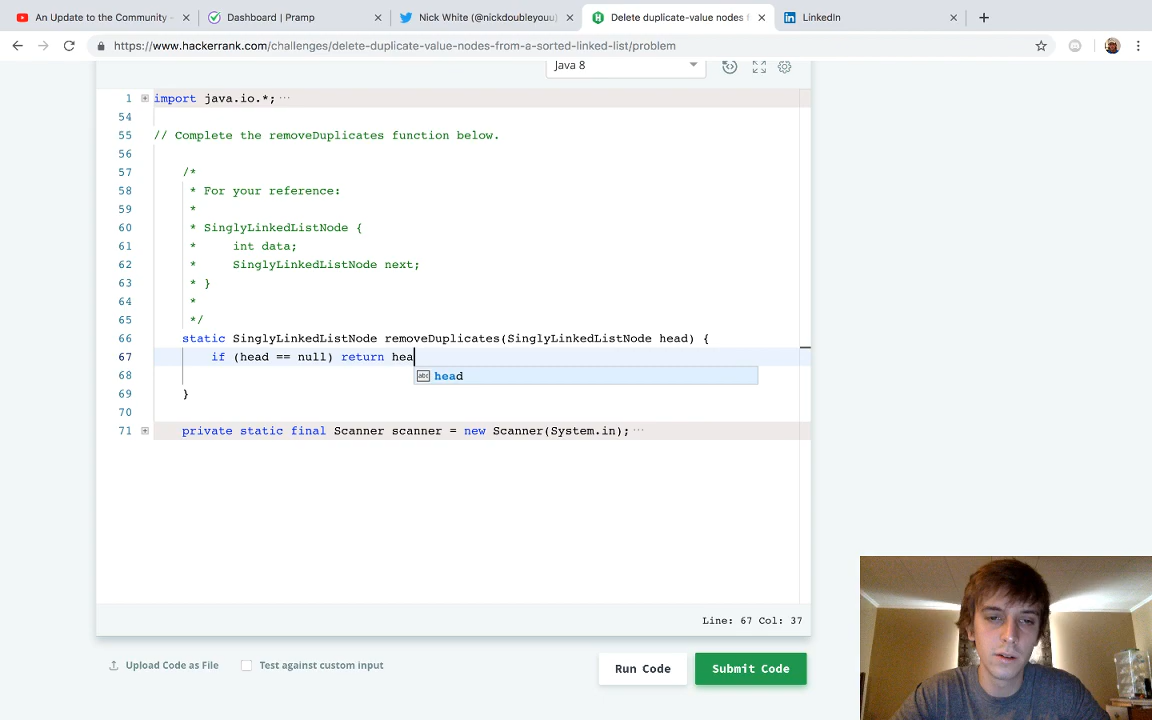 An Update to the Community -
Dashboard | Pramp
Nick White (@nickdoubleyouu)
Delete duplicate-value nodes f
LinkedIn
https://www.hackerrank.com/challenges/delete-duplicate-value-nodes-from-a-sorted-linked-list/problem
Java 8
1 import java.io.*; ...
54
55 // Complete the removeDuplicates function below.
56
57 /*
58 * For your reference:
59 *
60 * SinglyLinkedListNode {
61 * int data;
62 * SinglyLinkedListNode next;
63 * }
64 *
65 */
66 static SinglyLinkedListNode removeDuplicates(SinglyLinkedListNode head) {
67 if (head == null) return hea
abc head
68
69 }
70
71 private static final Scanner scanner = new Scanner(System.in); ...
Line: 67 Col: 37
Upload Code as File
Test against custom input
Run Code
Submit Code